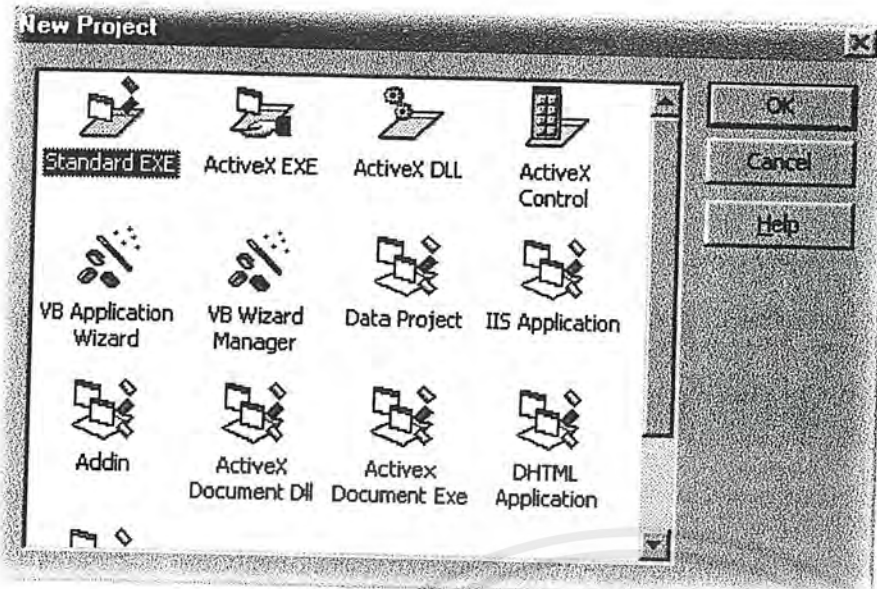 New Project
Standard EXE
ActiveX EXE
ActiveX DLL
ActiveX
Control
OK
Cancel
Help
VB Application
Wizard
VB Wizard
Manager
Data Project
IIS Application
Addin
ActiveX
Document Dll
Activex
Document Exe
DHTML
Application